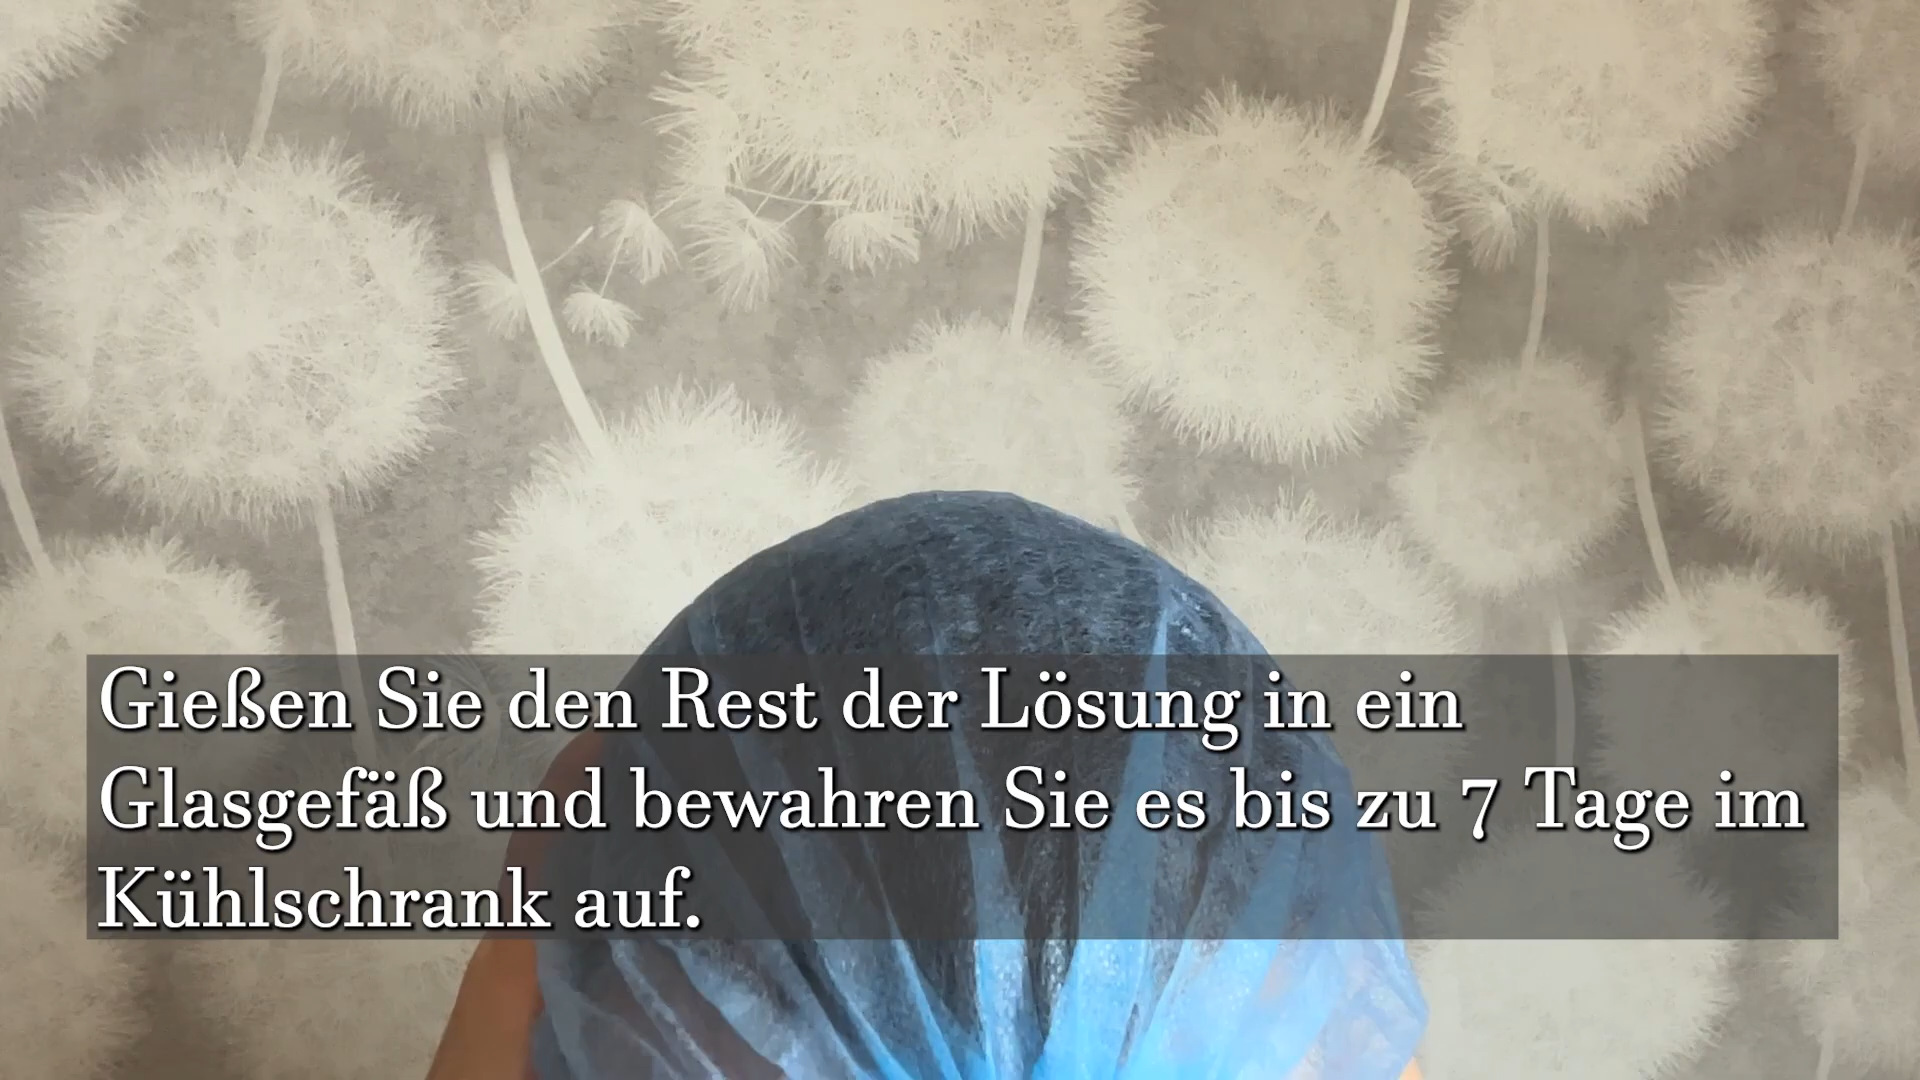 Gießen Sie den Rest der Lösung in ein
Glasgefäß und bewahren Sie es bis zu 7 Tage im
Kühlschrank auf.